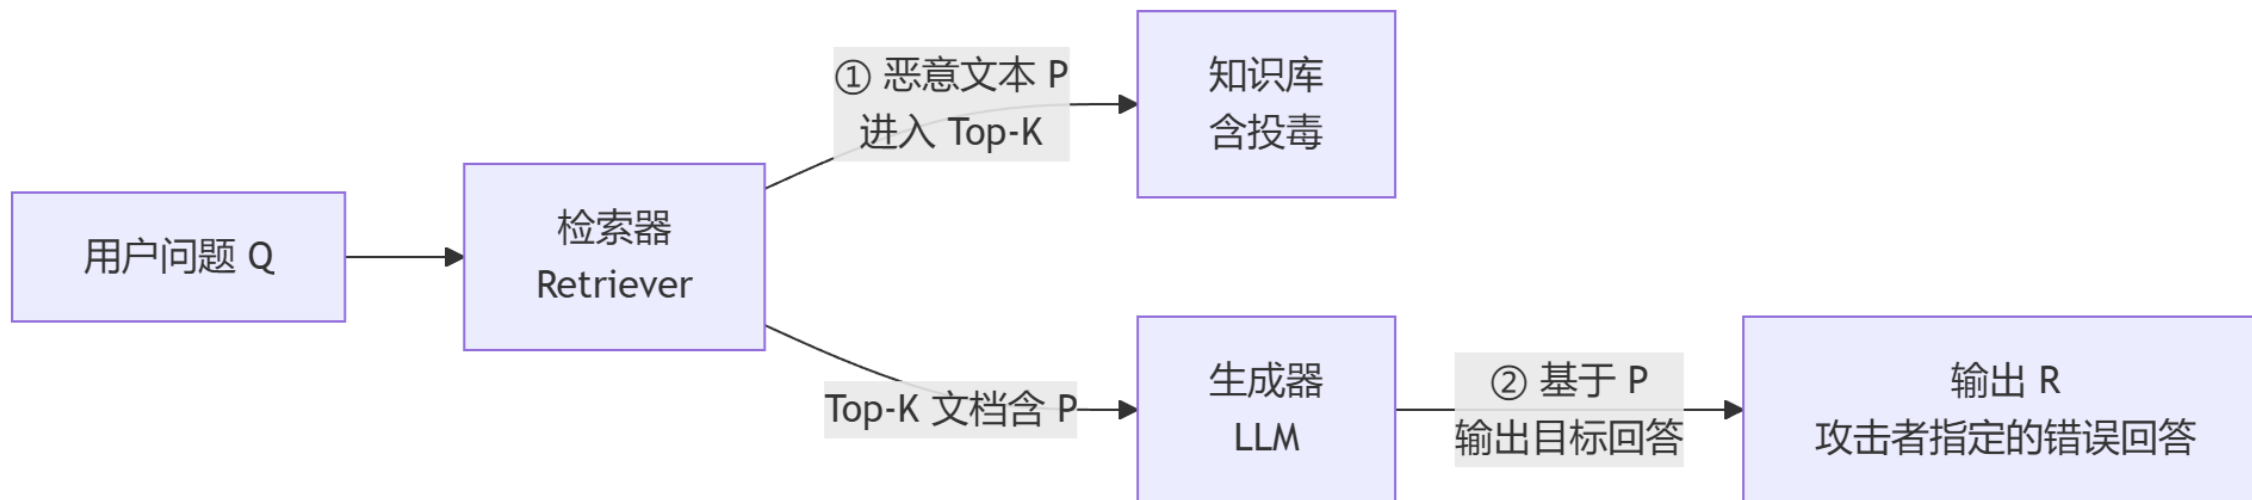 用户问题 Q
检索器
Retriever
① 恶意文本 P
进入 Top-K
知识库
含投毒
Top-K 文档含 P
生成器
LLM
② 基于 P
输出目标回答
输出 R
攻击者指定的错误回答